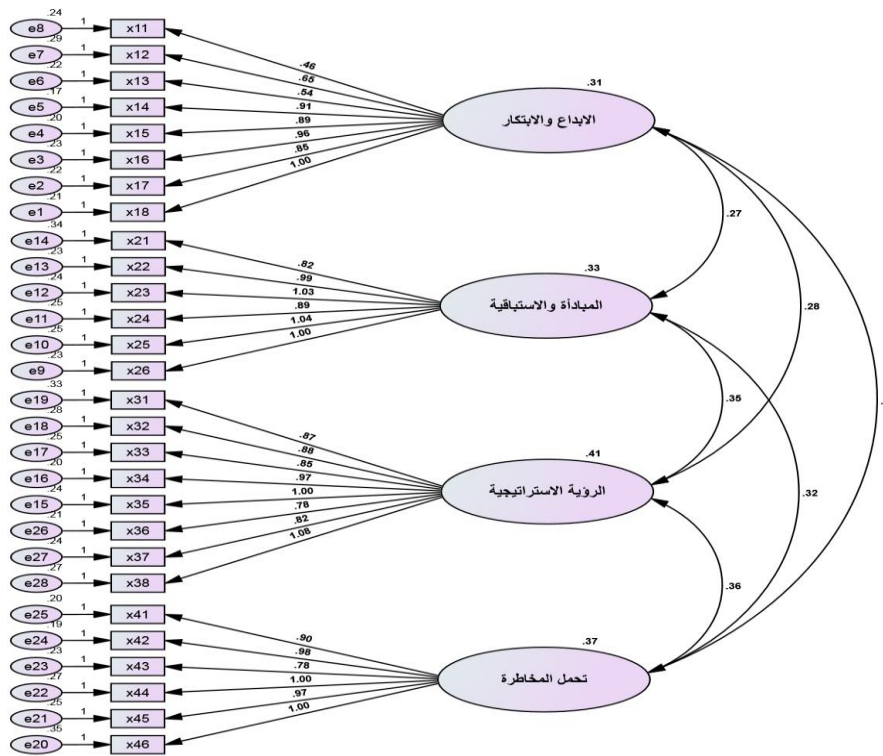 .24
e8 1 x11 .46
.29
e7 1 x12 .65
.22
e6 1 x13 .54
.17
e5 1 x14 .91
.20
e4 1 x15 .89
.23
e3 1 x16 .96
.22
e2 1 x17 .85
.21
e1 1 x18 1.00
.31
الابداع والابتكار
.34
e14 1 x21 .82
.23
e13 1 x22 .99
.24
e12 1 x23 1.03
.25
e11 1 x24 .89
.25
e10 1 x25 1.04
.23
e9 1 x26 1.00
.33
المبادأة والاستباقية
.33
e19 1 x31 .87
.28
e18 1 x32 .88
.25
e17 1 x33 .85
.20
e16 1 x34 .97
.24
e15 1 x35 1.00
.21
e26 1 x36 .78
.24
e27 1 x37 .82
.27
e28 1 x38 1.08
.41
الرؤية الاستراتيجية
.20
e25 1 x41 .90
.19
e24 1 x42 .98
.23
e23 1 x43 .78
.27
e22 1 x44 1.00
.25
e21 1 x45 .97
.35
e20 1 x46 1.00
.37
تحمل المخاطرة
.27
.28
.35
.32
.36